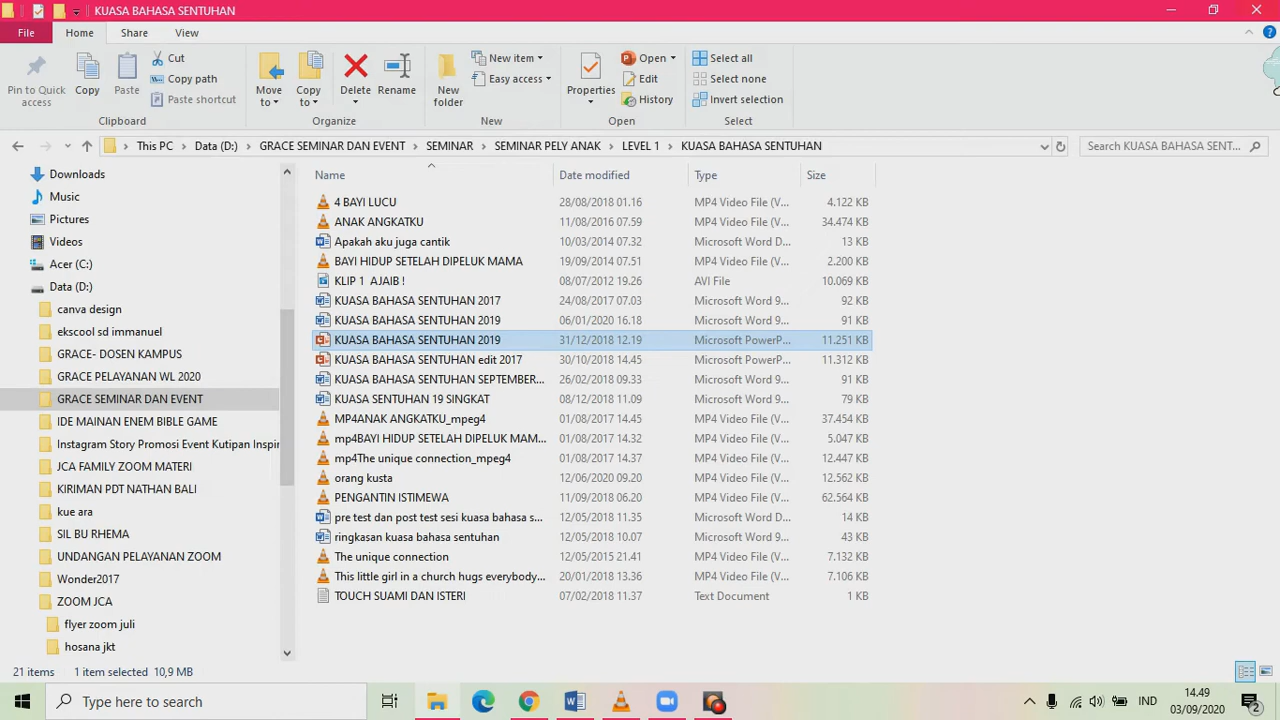 KUASA BAHASA SENTUHAN
File Home Share View
Pin to Quick access
Copy
Paste
Cut
Copy path
Paste shortcut
Clipboard
Move to
Copy to
Delete
Rename
Organize
New folder
New item
Easy access
New
Properties
Open
Edit
History
Open
Select all
Select none
Invert selection
Select
This PC Data (D:) GRACE SEMINAR DAN EVENT SEMINAR SEMINAR PELY ANAK LEVEL 1 KUASA BAHASA SENTUHAN
Search KUASA BAHASA SENT...
Downloads
Music
Pictures
Videos
Acer (C:)
Data (D:)
canva design
ekscool sd immanuel
GRACE- DOSEN KAMPUS
GRACE PELAYANAN WL 2020
GRACE SEMINAR DAN EVENT
IDE MAINAN ENEM BIBLE GAME
Instagram Story Promosi Event Kutipan Inspir
JCA FAMILY ZOOM MATERI
KIRIMAN PDT NATHAN BALI
kue ara
SIL BU RHEMA
UNDANGAN PELAYANAN ZOOM
Wonder2017
ZOOM JCA
flyer zoom juli
hosana jkt
Name Date modified Type Size
4 BAYI LUCU 28/08/2018 01.16 MP4 Video File (V... 4.122 KB
ANAK ANGKATKU 11/08/2016 07.59 MP4 Video File (V... 34.474 KB
Apakah aku juga cantik 10/03/2014 07.32 Microsoft Word D... 13 KB
BAYI HIDUP SETELAH DIPELUK MAMA 19/09/2014 07.51 MP4 Video File (V... 2.200 KB
KLIP 1 AJAIB ! 08/07/2012 19.26 AVI File 10.069 KB
KUASA BAHASA SENTUHAN 2017 24/08/2017 07.03 Microsoft Word 9... 92 KB
KUASA BAHASA SENTUHAN 2019 06/01/2020 16.18 Microsoft Word 9... 91 KB
KUASA BAHASA SENTUHAN 2019 31/12/2018 12.19 Microsoft PowerP... 11.251 KB
KUASA BAHASA SENTUHAN edit 2017 30/10/2018 14.45 Microsoft PowerP... 11.312 KB
KUASA BAHASA SENTUHAN SEPTEMBER... 26/02/2018 09.33 Microsoft Word 9... 91 KB
KUASA SENTUHAN 19 SINGKAT 08/12/2018 11.09 Microsoft Word 9... 79 KB
MP4ANAK ANGKATKU_mpeg4 01/08/2017 14.45 MP4 Video File (V... 37.454 KB
mp4BAYI HIDUP SETELAH DIPELUK MAM... 01/08/2017 14.32 MP4 Video File (V... 5.047 KB
mp4The unique connection_mpeg4 01/08/2017 14.37 MP4 Video File (V... 12.447 KB
orang kusta 12/06/2020 09.20 MP4 Video File (V... 12.562 KB
PENGANTIN ISTIMEWA 11/09/2018 06.20 MP4 Video File (V... 62.564 KB
pre test dan post test sesi kuasa bahasa s... 12/05/2018 11.35 Microsoft Word D... 14 KB
ringkasan kuasa bahasa sentuhan 12/05/2018 10.07 Microsoft Word 9... 43 KB
The unique connection 12/05/2015 21.41 MP4 Video File (V... 7.132 KB
This little girl in a church hugs everybody... 20/01/2018 13.36 MP4 Video File (V... 7.106 KB
TOUCH SUAMI DAN ISTERI 07/02/2018 11.37 Text Document 1 KB
21 items 1 item selected 10,9 MB
Type here to search
IND
14.49
03/09/2020
2